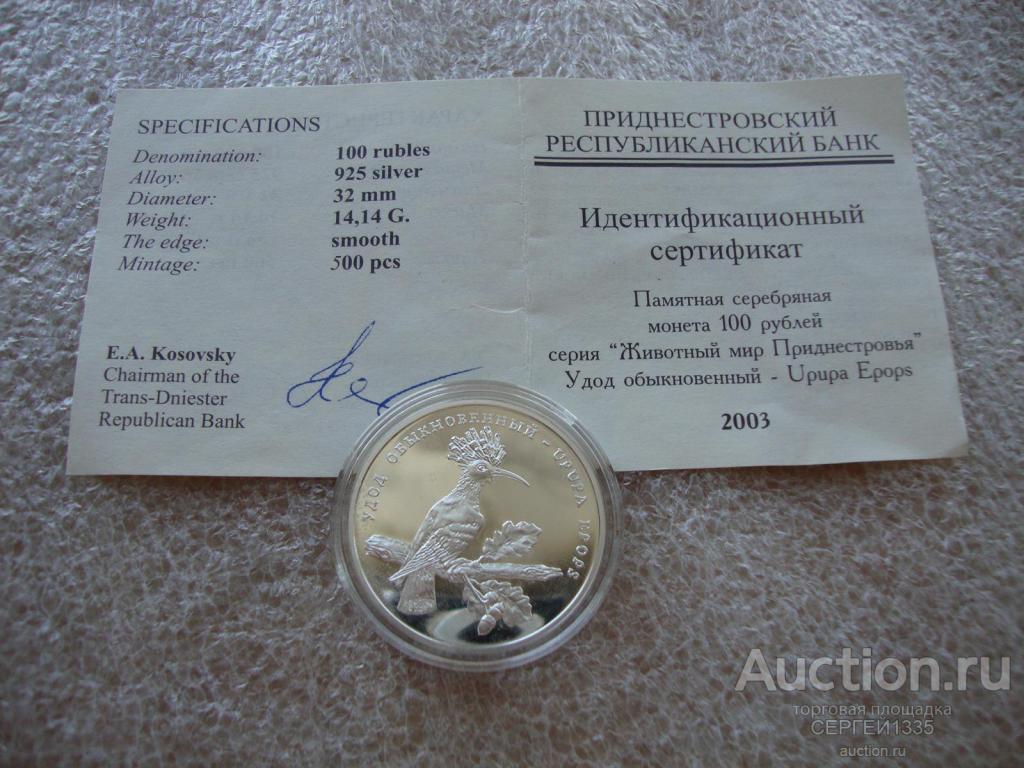 SPECIFICATIONS
Denomination: 100 rubles
Alloy: 925 silver
Diameter: 32 mm
Weight: 14,14 G.
The edge: smooth
Mintage: 500 pcs
E.A. Kosovsky
Chairman of the
Trans-Dniester
Republican Bank
ПРИДНЕСТРОВСКИЙ
РЕСПУБЛИКАНСКИЙ БАНК
Идентификационный
сертификат
Памятная серебряная
монета 100 рублей
серия "Животный мир Приднестровья"
Удод обыкновенный - Upupa Epops
2003
УДОД ОБЫКНОВЕННЫЙ - UPUPA EPOPS
Auction.ru
торговая площадка
СЕРГЕЙ1335
auction.ru